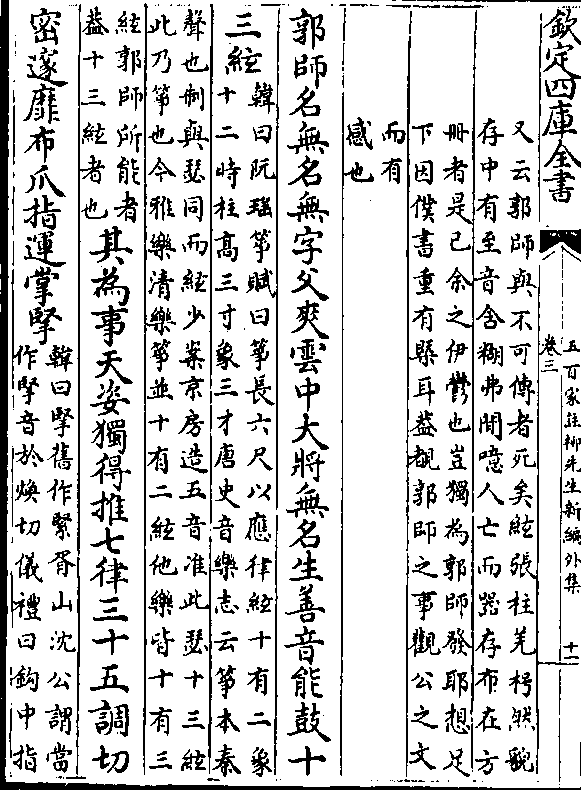 欽定四庫全書
五百家註柳先生新編外集
卷三
十一
又云郭師與不可傳者死矣絃張柱差枵然貌
存中有至音含糊弗聞噫人亡而器存布在方
冊者是已余之伊鬱也豈獨為郭師發耶想足
下因僕書重有耳葢覩郭師之事觀公之文
而有
感也
郭師名無名無字父爽雲中大將無名生善音能鼓十
三絃
韓曰阮瑀箏賦曰箏長六尺以應律絃十有二象
十二時柱高三寸象三才唐史音樂志云箏本秦
聲也制與瑟同而絃少案京房造五音准此瑟十三絃
此乃箏也今雅樂清樂箏並十有二絃他樂皆十有三
絃郭師所能者
葢十三絃者也
其為事天姿獨得推七律三十五調切
密邃靡布爪指運掌掔
韓曰掔舊作緊胥山沈公謂當
作掔音於煥切儀禮曰鉤中指